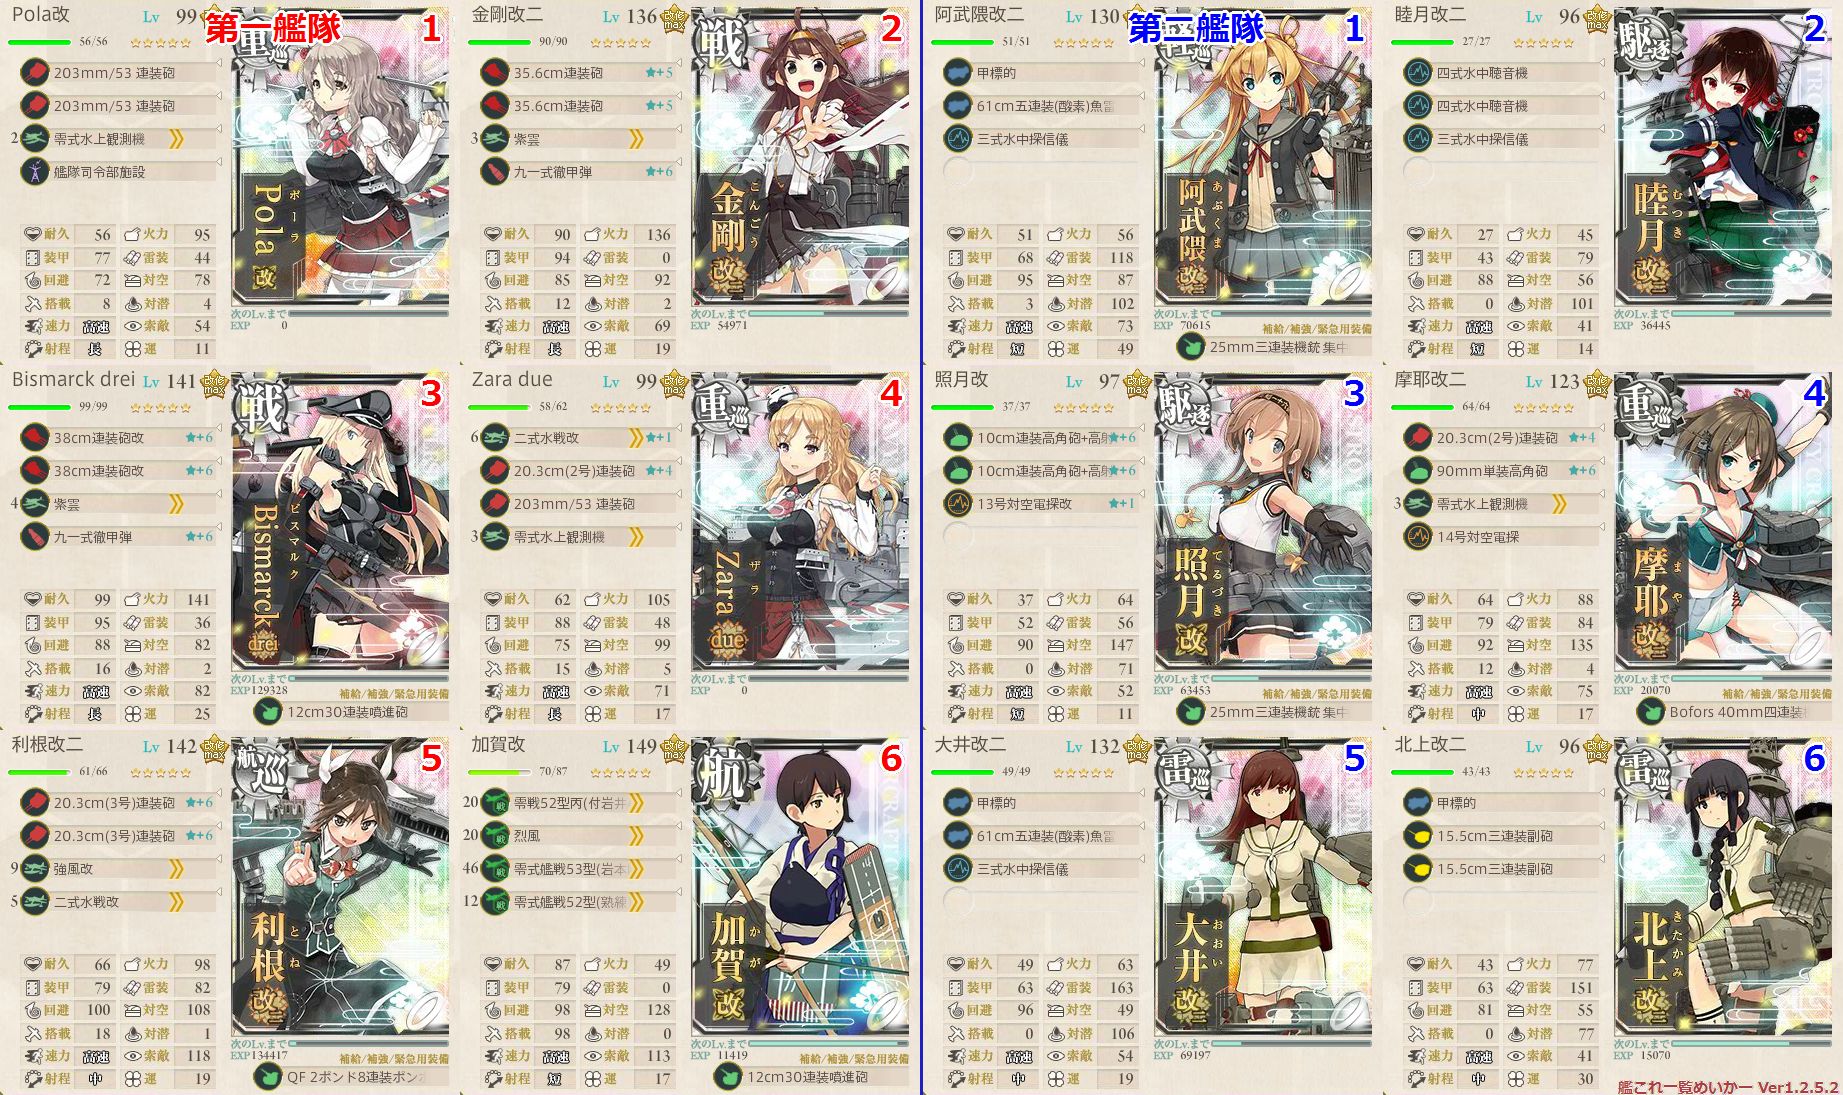 第一艦隊
Pola改 Lv 99 1
56/56
重巡
203mm/53 連装砲
203mm/53 連装砲
2 零式水上観測機
艦隊司令部施設
耐久 56 火力 95
装甲 77 雷装 44
回避 72 対空 78
搭載 8 対潜 4
速力 高速 索敵 54
射程 長 運 11
Pola 改
ポーラ
次のLv.まで
EXP 0
金剛改二 Lv 136 改修max 2
90/90
戦
35.6cm連装砲 ★+5
35.6cm連装砲 ★+5
3 紫雲
九一式徹甲弾 ★+6
耐久 90 火力 136
装甲 94 雷装 0
回避 85 対空 92
搭載 12 対潜 2
速力 高速 索敵 69
射程 長 運 19
金剛 改二
こんごう
次のLv.まで
EXP 54971
Bismarck drei Lv 141 改修max 3
99/99
戦
38cm連装砲改 ★+6
38cm連装砲改 ★+6
4 紫雲
九一式徹甲弾 ★+6
耐久 99 火力 141
装甲 95 雷装 36
回避 88 対空 82
搭載 16 対潜 2
速力 高速 索敵 82
射程 長 運 25
Bismarck drei
ビスマルク
次のLv.まで
EXP 129328 補給/補強/緊急用装備
12cm30連装噴進砲
Zara due Lv 99 改修max 4
58/62
重巡
6 二式水戦改 ★+1
20.3cm(2号)連装砲 ★+4
203mm/53 連装砲
3 零式水上観測機
耐久 62 火力 105
装甲 88 雷装 48
回避 75 対空 99
搭載 15 対潜 5
速力 高速 索敵 71
射程 長 運 17
Zara due
ザラ
次のLv.まで
EXP 0
利根改二 Lv 142 改修max 5
61/66
航巡
20.3cm(3号)連装砲 ★+6
20.3cm(3号)連装砲 ★+6
9 強風改
5 二式水戦改
耐久 66 火力 98
装甲 79 雷装 82
回避 100 対空 108
搭載 18 対潜 1
速力 高速 索敵 118
射程 中 運 19
利根 改二
とね
次のLv.まで
EXP 134417 補給/補強/緊急用装備
QF 2ポンド8連装ポン
加賀改 Lv 149 改修max 6
70/87
航
20 零戦52型丙(付岩井
20 烈風
46 零式艦戦53型(岩本
12 零式艦戦52型(熟練
耐久 87 火力 49
装甲 79 雷装 0
回避 98 対空 128
搭載 98 対潜 0
速力 高速 索敵 113
射程 短 運 17
加賀 改
かが
次のLv.まで
EXP 11419 補給/補強/緊急用装備
12cm30連装噴進砲
第二艦隊
阿武隈改二 Lv 130 改修max 1
51/51
甲標的
61cm五連装(酸素)魚雷
三式水中探信儀
耐久 51 火力 56
装甲 68 雷装 118
回避 95 対空 87
搭載 3 対潜 102
速力 高速 索敵 73
射程 短 運 49
阿武隈 改二
あぶくま
次のLv.まで
EXP 70615 補給/補強/緊急用装備
25mm三連装機銃 集中
睦月改二 Lv 96 改修max 2
27/27
駆逐
四式水中聴音機
四式水中聴音機
三式水中探信儀
耐久 27 火力 45
装甲 43 雷装 79
回避 88 対空 56
搭載 0 対潜 101
速力 高速 索敵 41
射程 短 運 14
睦月 改二
むつき
次のLv.まで
EXP 36445
照月改 Lv 97 改修max 3
37/37
駆逐
10cm連装高角砲+高射 ★+6
10cm連装高角砲+高射 ★+6
13号対空電探改 ★+1
耐久 37 火力 64
装甲 52 雷装 56
回避 90 対空 147
搭載 0 対潜 71
速力 高速 索敵 52
射程 短 運 11
照月 改
てるづき
次のLv.まで
EXP 63453 補給/補強/緊急用装備
25mm三連装機銃 集中
摩耶改二 Lv 123 改修max 4
64/64
重巡
20.3cm(2号)連装砲 ★+4
90mm単装高角砲 ★+6
3 零式水上観測機
14号対空電探
耐久 64 火力 88
装甲 79 雷装 84
回避 92 対空 135
搭載 12 対潜 4
速力 高速 索敵 75
射程 中 運 17
摩耶 改二
まや
次のLv.まで
EXP 20070 補給/補強/緊急用装備
Bofors 40mm四連装
大井改二 Lv 132 改修max 5
49/49
雷巡
甲標的
61cm五連装(酸素)魚雷
三式水中探信儀
耐久 49 火力 63
装甲 63 雷装 163
回避 96 対空 49
搭載 0 対潜 106
速力 高速 索敵 54
射程 中 運 19
大井 改二
おおい
次のLv.まで
EXP 69197
北上改二 Lv 96 改修max 6
43/43
雷巡
甲標的
15.5cm三連装副砲
15.5cm三連装副砲
耐久 43 火力 77
装甲 63 雷装 151
回避 81 対空 55
搭載 0 対潜 77
速力 高速 索敵 41
射程 中 運 30
北上 改二
きたかみ
次のLv.まで
EXP 15070
艦これ一覧めいかー Ver1.2.5.2